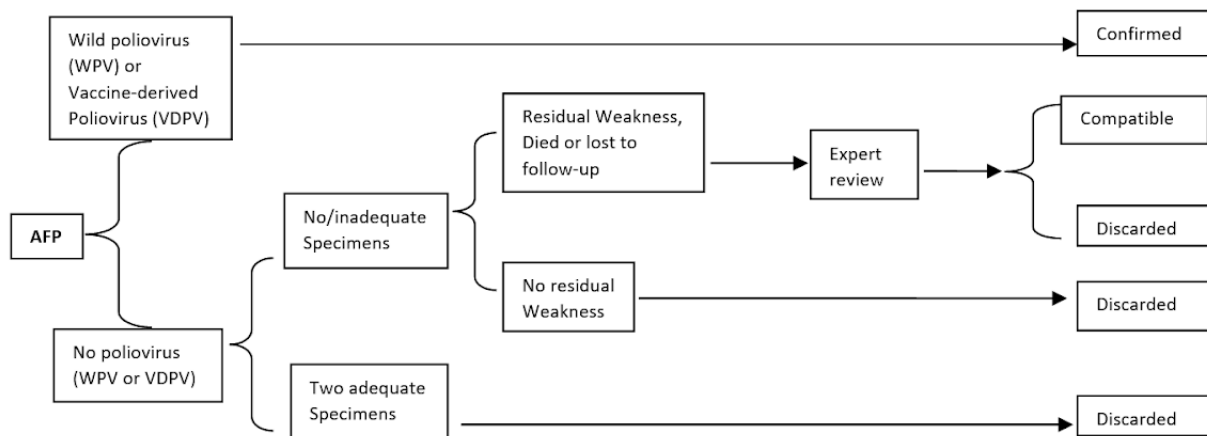 Wild poliovirus
(WPV) or
Vaccine-derived
Poliovirus (VDPV)
Confirmed
Residual Weakness,
Died or lost to
follow-up
Expert
review
Compatible
AFP
No/inadequate
Specimens
Discarded
No residual
Weakness
Discarded
No poliovirus
(WPV or VDPV)
Two adequate
Specimens
Discarded